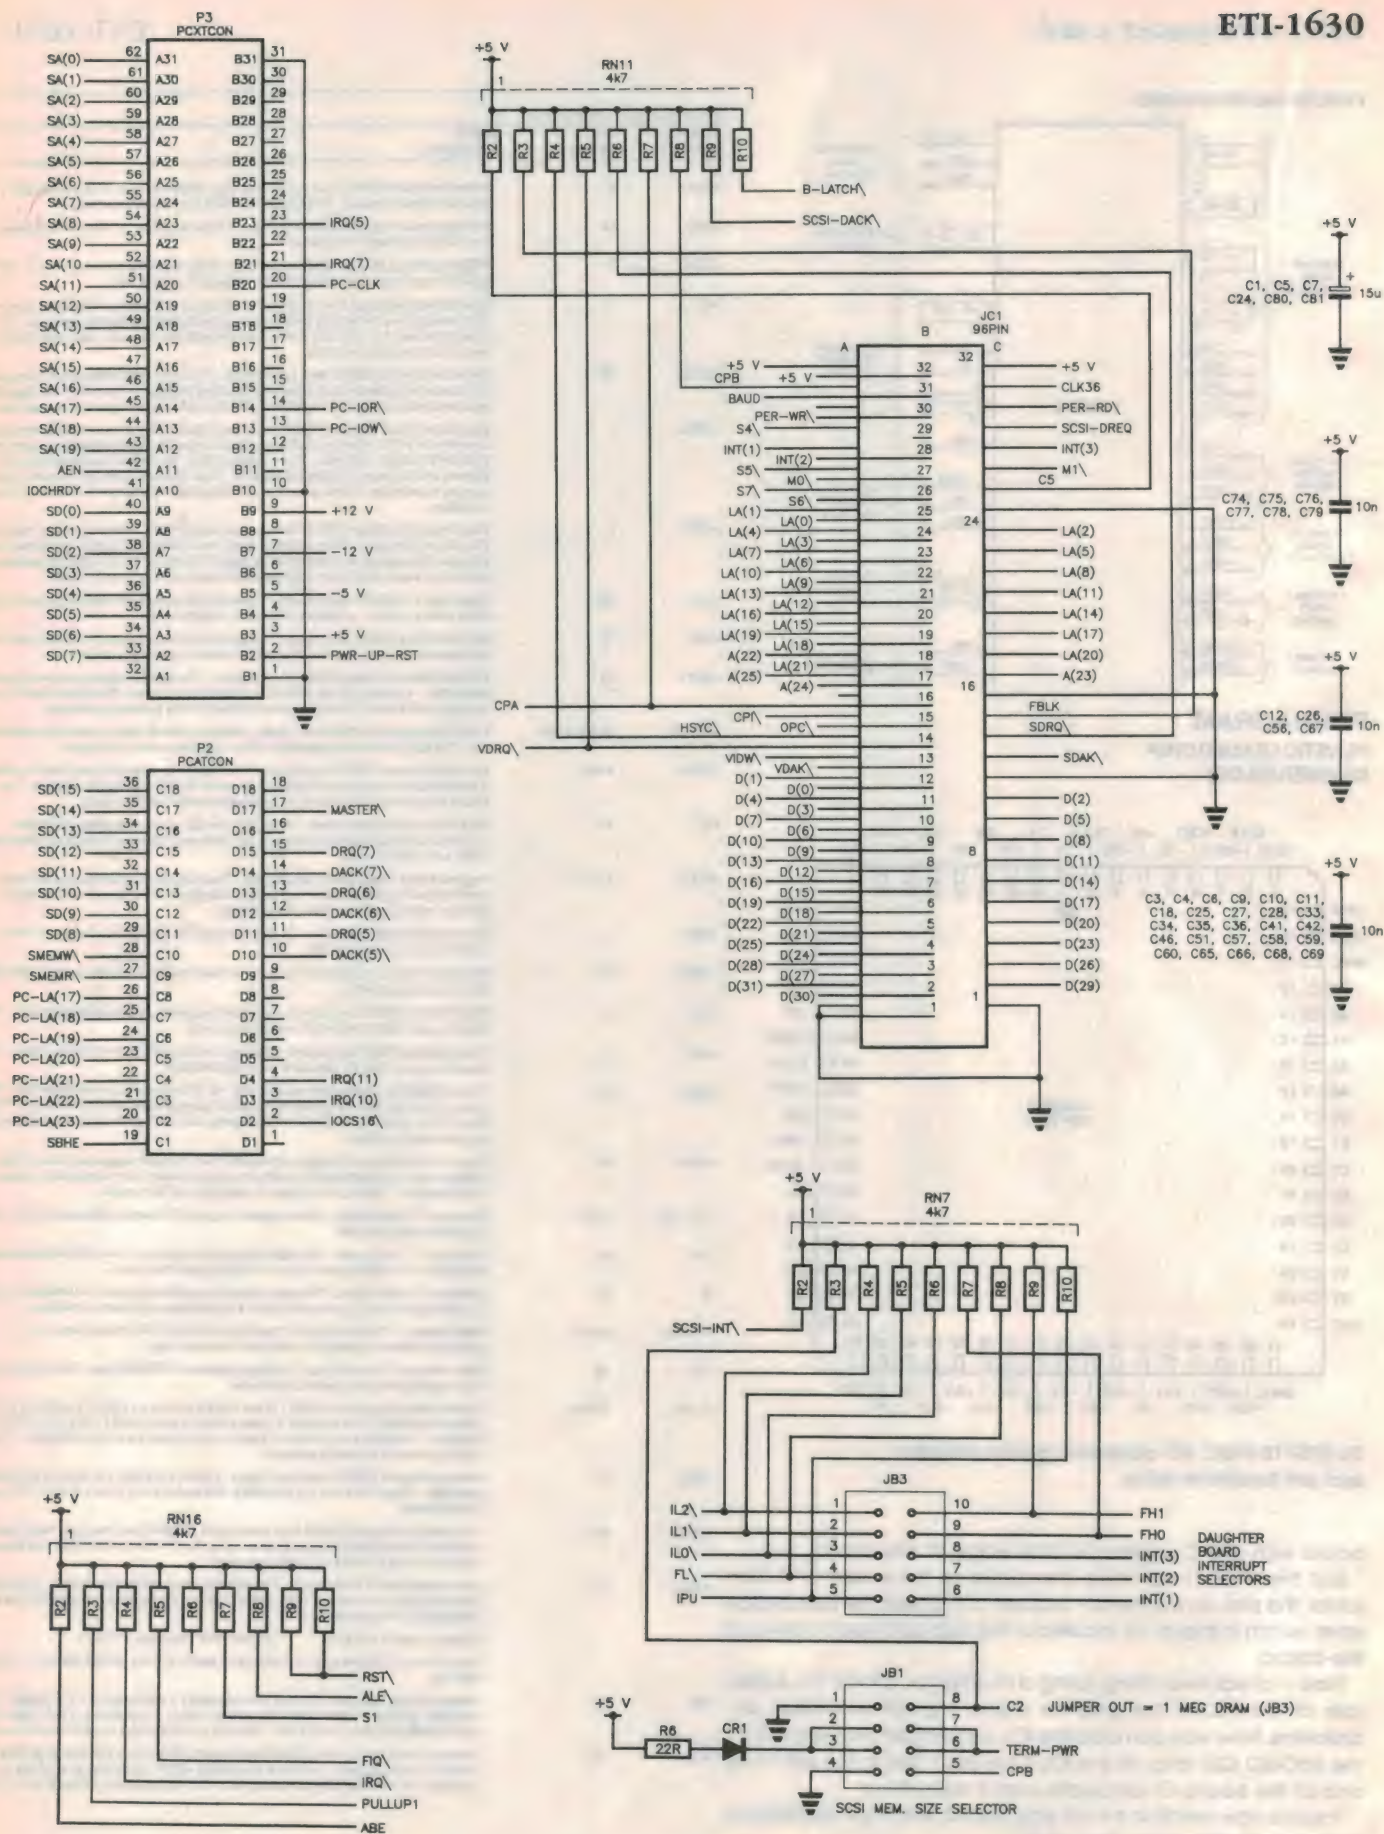 ETI-1630
P3
PCXTCON
SA(0) 62 A31 B31 31
SA(1) 61 A30 B30 30
SA(2) 60 A29 B29 29
SA(3) 59 A28 B28 28
SA(4) 58 A27 B27 27
SA(5) 57 A26 B26 26
SA(6) 56 A25 B25 25
SA(7) 55 A24 B24 24
SA(8) 54 A23 B23 23 IRQ(5)
SA(9) 53 A22 B22 22
SA(10 52 A21 B21 21 IRQ(7)
SA(11) 51 A20 B20 20 PC-CLK
SA(12) 50 A19 B19 19
SA(13) 49 A18 B18 18
SA(14) 48 A17 B17 17
SA(15) 47 A16 B16 16
SA(16) 46 A15 B15 15
SA(17) 45 A14 B14 14 PC-IOR\
SA(18) 44 A13 B13 13 PC-IOW\
SA(19) 43 A12 B12 12
AEN 42 A11 B11 11
IOCHRDY 41 A10 B10 10
SD(0) 40 A9 B9 9 +12 V
SD(1) 39 A8 B8 8
SD(2) 38 A7 B7 7 -12 V
SD(3) 37 A6 B6 6
SD(4) 36 A5 B5 5 -5 V
SD(5) 35 A4 B4 4
SD(6) 34 A3 B3 3 +5 V
SD(7) 33 A2 B2 2 PWR-UP-RST
32 A1 B1 1
P2
PCATCON
SD(15) 36 C18 D18 18
SD(14) 35 C17 D17 17 MASTER\
SD(13) 34 C16 D16 16
SD(12) 33 C15 D15 15 DRQ(7)
SD(11) 32 C14 D14 14 DACK(7)\
SD(10) 31 C13 D13 13 DRQ(6)
SD(9) 30 C12 D12 12 DACK(6)\
SD(8) 29 C11 D11 11 DRQ(5)
SMEMW\ 28 C10 D10 10 DACK(5)\
SMEMR\ 27 C9 D9 9
PC-LA(17) 26 C8 D8 8
PC-LA(18) 25 C7 D7 7
PC-LA(19) 24 C6 D6 6
PC-LA(20) 23 C5 D5 5
PC-LA(21) 22 C4 D4 4 IRQ(11)
PC-LA(22) 21 C3 D3 3 IRQ(10)
PC-LA(23) 20 C2 D2 2 IOCS16\
SBHE 19 C1 D1 1
+5 V
RN11
4k7
1
R2 R3 R4 R5 R6 R7 R8 R9 R10
B-LATCH\
SCSI-DACK\
JC1
96PIN
A B C
+5 V 32 32 +5 V
CPB +5 V 31 CLK36
BAUD 30 PER-RD\
PER-WR\ 29 SCSI-DREQ
S4\ 28 INT(3)
INT(1) INT(2) 27 M1\
S5\ M0\ 26 C5
S7\ S6\ 25
LA(1) LA(0) 24 24 LA(2)
LA(4) LA(3) 23 LA(5)
LA(7) LA(6) 22 LA(8)
LA(10) LA(9) 21 LA(11)
LA(13) LA(12) 20 LA(14)
LA(16) LA(15) 19 LA(17)
LA(19) LA(18) 18 LA(20)
A(22) LA(21) 17 A(23)
A(25) A(24) 16 16
CPA FBLK
CPI\ 15
HSYC\ OPC\ 14 SDRQ\
VDRQ\
VIDW\ VDAK\ 13 SDAK\
D(1) D(0) 12
D(4) D(3) 11 D(2)
D(7) D(6) 10 D(5)
D(10) D(9) 9 D(8)
D(13) D(12) 8 8 D(11)
D(16) D(15) 7 D(14)
D(19) D(18) 6 D(17)
D(22) D(21) 5 D(20)
D(25) D(24) 4 D(23)
D(28) D(27) 3 D(26)
D(31) D(30) 2 1 D(29)
1
+5 V
C1, C5, C7,
C24, C80, C81
+
15u
+5 V
C74, C75, C76,
C77, C78, C79
10n
+5 V
C12, C26,
C56, C67
10n
+5 V
C3, C4, C6, C9, C10, C11,
C18, C25, C27, C28, C33,
C34, C35, C36, C41, C42,
C46, C51, C57, C58, C59,
C60, C65, C66, C68, C69
10n
+5 V
RN7
4k7
1
R2 R3 R4 R5 R6 R7 R8 R9 R10
SCSI-INT\
JB3
IL2\ 1 10 FH1
IL1\ 2 9 FH0
IL0\ 3 8 INT(3)
FL\ 4 7 INT(2)
IPU 5 6 INT(1)
DAUGHTER
BOARD
INTERRUPT
SELECTORS
+5 V
RN16
4k7
1
R2 R3 R4 R5 R6 R7 R8 R9 R10
RST\
ALE\
S1
FIQ\
IRQ\
PULLUP1
ABE
JB1
+5 V
R6
22R
CR1
1 8 C2 JUMPER OUT = 1 MEG DRAM (JB3)
2 7
3 6 TERM-PWR
4 5 CPB
SCSI MEM. SIZE SELECTOR